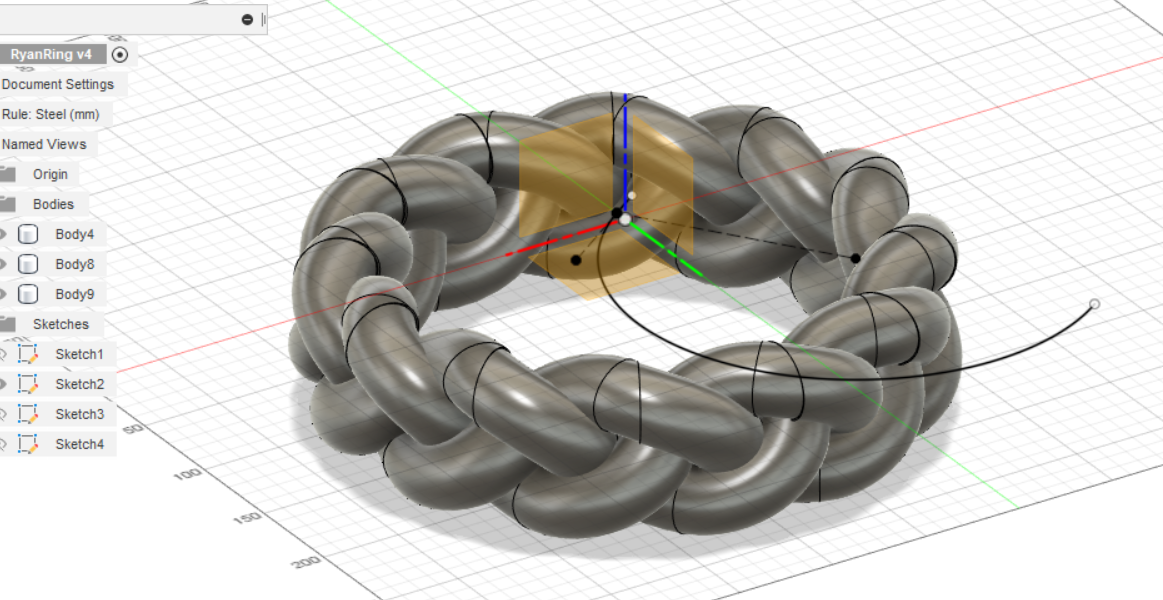 RyanRing v4
Document Settings
Rule: Steel (mm)
Named Views
Origin
Bodies
Body4
Body8
Body9
Sketches
Sketch1
Sketch2
Sketch3
Sketch4
50
100
150
200